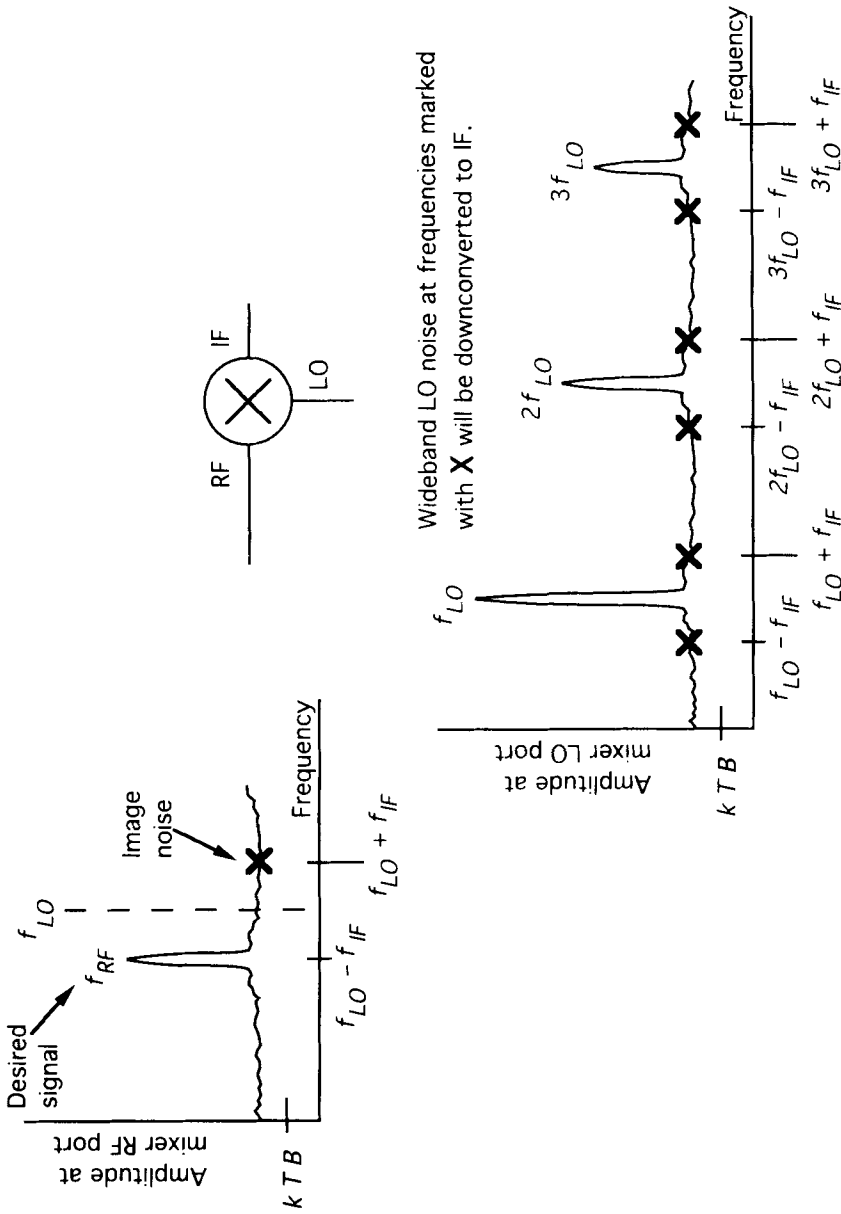 Desired
signal
f_RF
f_LO
Image
noise
Amplitude at
mixer RF port
k T B
Frequency
f_LO − f_IF
f_LO + f_IF
RF
IF
LO
Wideband LO noise at frequencies marked
with X will be downconyerted to IF.
f_LO
2f_LO
3f_LO
Amplitude at
mixer LO port
k T B
Frequency
f_LO − f_IF
f_LO + f_IF
2f_LO − f_IF
2f_LO + f_IF
3f_LO − f_IF
3f_LO + f_IF